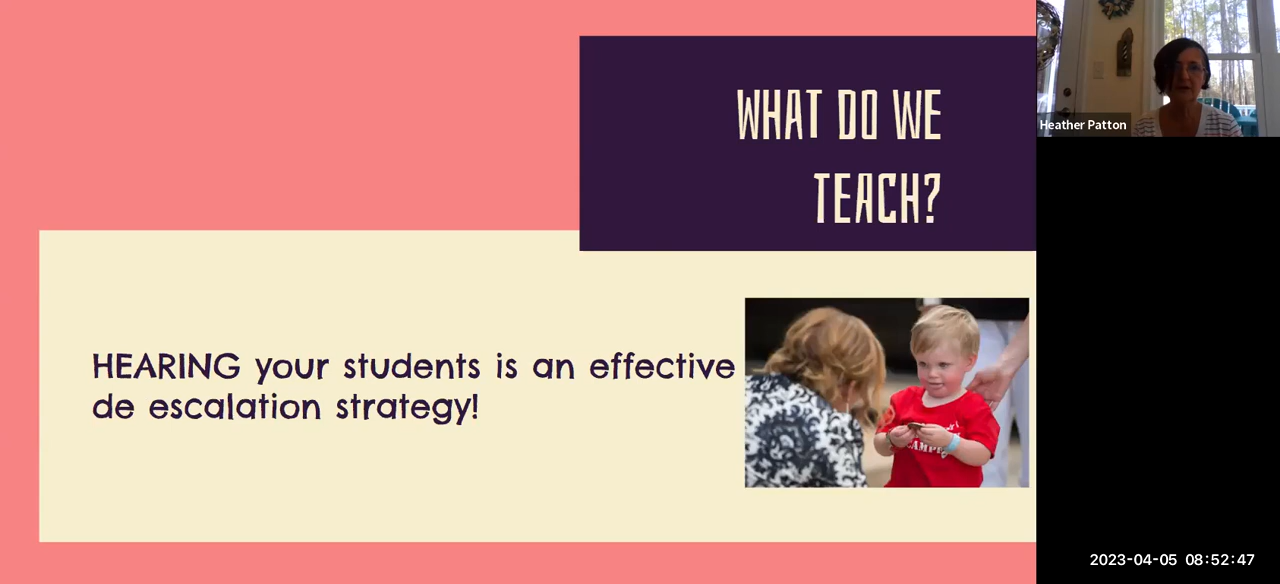 WHAT DO WE
TEACH?
Heather Patton
HEARING your students is an effective
de escalation strategy!
2023-04-05 08:52:47